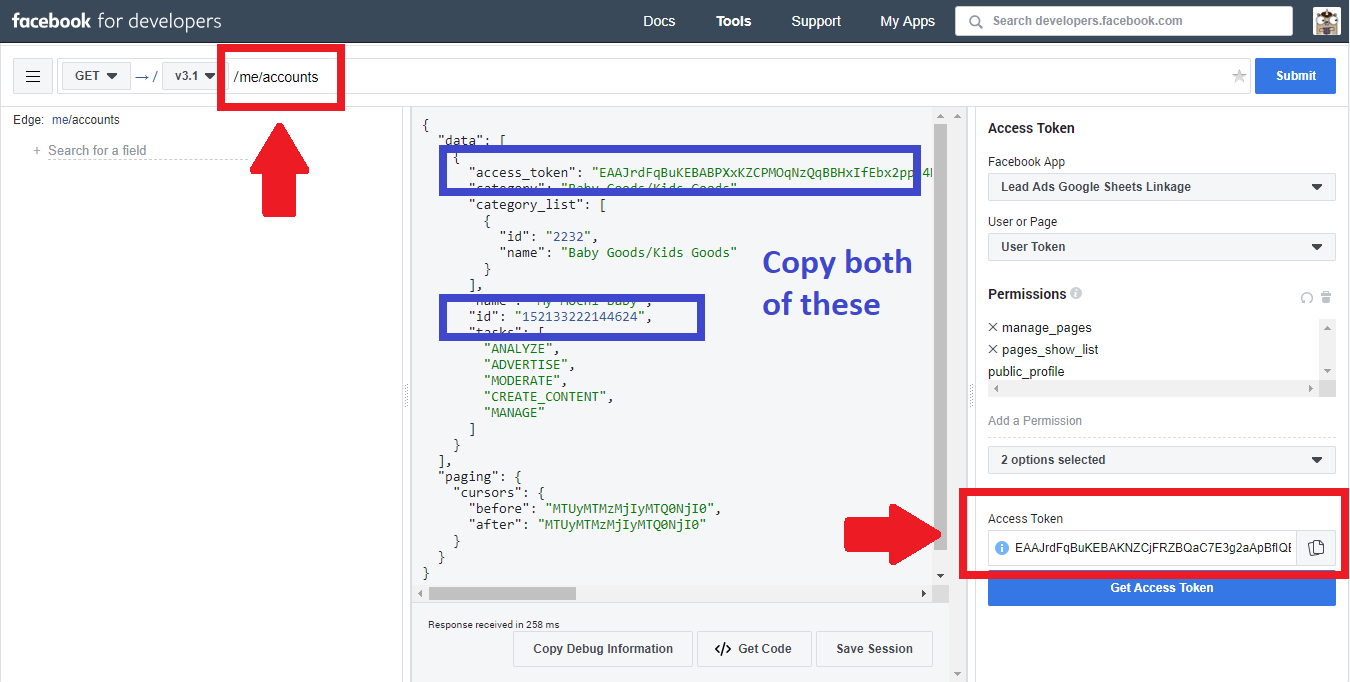 facebook for developers
Docs
Tools
Support
My Apps
Search developers.facebook.com
GET
→ /
v3.1
/me/accounts
Submit
Edge: me/accounts
+ Search for a field
{
"data": [
{
"access_token": "EAAJrdFqBuKEBABPXxKZCPMOqNzQqBBHxIfEbx2pp
"category": "Baby Goods/Kids Goods"
"category_list": [
{
"id": "2232",
"name": "Baby Goods/Kids Goods"
}
],
"name": "My Mochi Baby",
"id": "152133222144624",
"tasks": [
"ANALYZE",
"ADVERTISE",
"MODERATE",
"CREATE_CONTENT",
"MANAGE"
]
}
],
"paging": {
"cursors": {
"before": "MTUyMTMzMjIyMTQ0NjI0",
"after": "MTUyMTMzMjIyMTQ0NjI0"
}
}
}
Copy both
of these
Response received in 258 ms
Copy Debug Information
</> Get Code
Save Session
Access Token
Facebook App
Lead Ads Google Sheets Linkage
User or Page
User Token
Permissions
manage_pages
pages_show_list
public_profile
Add a Permission
2 options selected
Access Token
EAAJrdFqBuKEBAKNZCjFRZBQaC7E3g2aApBflQE
Get Access Token